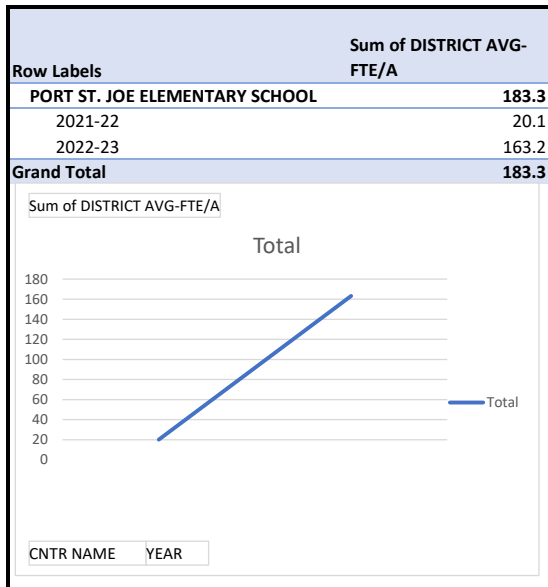 Sum of DISTRICT AVG-
Row Labels FTE/A
PORT ST. JOE ELEMENTARY SCHOOL 183.3
2021-22 20.1
2022-23 163.2
Grand Total 183.3
Sum of DISTRICT AVG-FTE/A
Total
180
160
140
120
100
80
60
40
20
0
Total
CNTR NAME YEAR